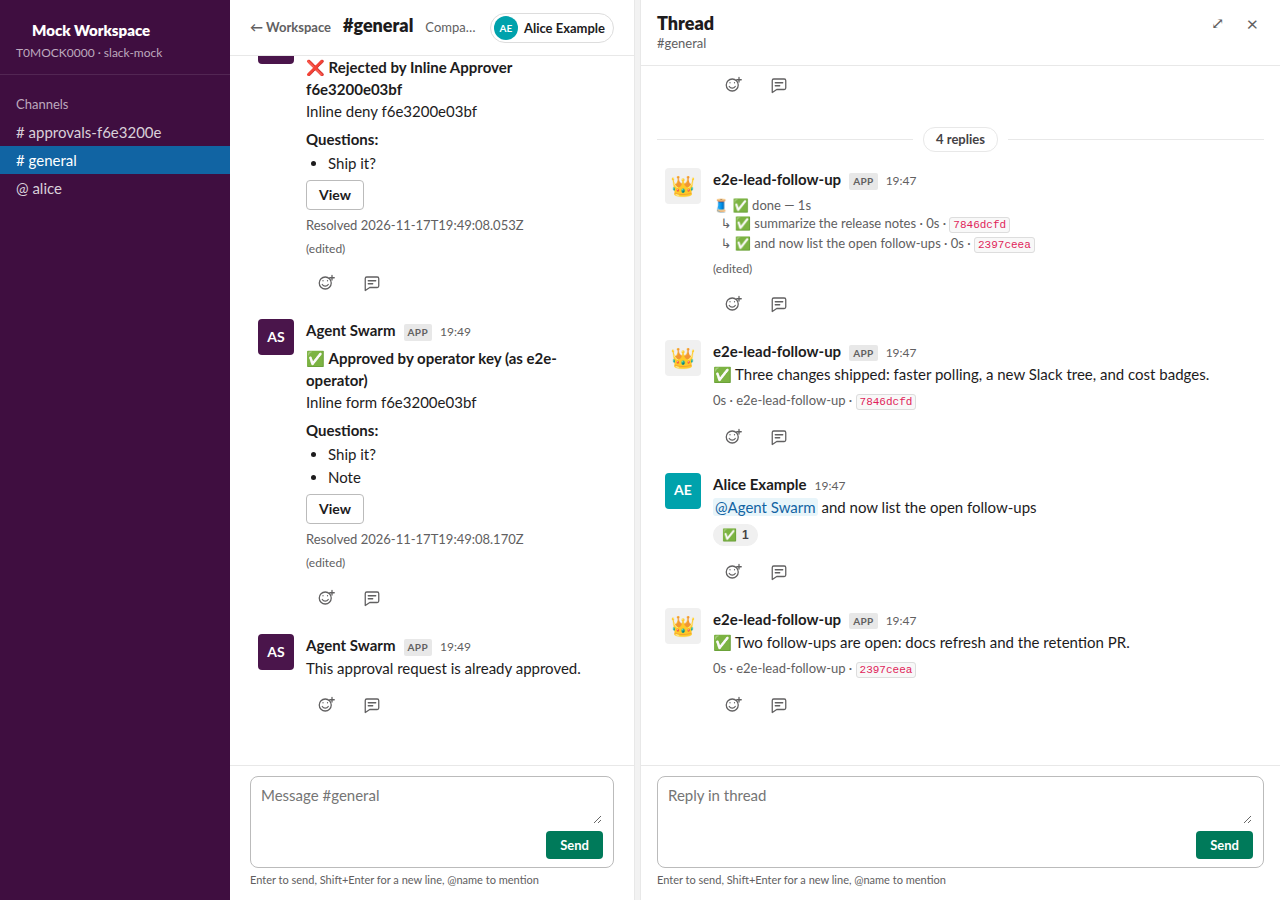 Mock Workspace
T0MOCK0000 · slack-mock
Channels
# approvals-f6e3200e
# general
@ alice
← Workspace #general Compa… AE Alice Example
❌ Rejected by Inline Approver
f6e3200e03bf
Inline deny f6e3200e03bf
Questions:
• Ship it?
View
Resolved 2026-11-17T19:49:08.053Z
(edited)
AS Agent Swarm APP 19:49
✅ Approved by operator key (as e2e-
operator)
Inline form f6e3200e03bf
Questions:
• Ship it?
• Note
View
Resolved 2026-11-17T19:49:08.170Z
(edited)
AS Agent Swarm APP 19:49
This approval request is already approved.
Message #general
Send
Enter to send, Shift+Enter for a new line, @name to mention
Thread
#general
4 replies
e2e-lead-follow-up APP 19:47
🧵 ✅ done — 1s
↳ ✅ summarize the release notes · 0s · 7846dcfd
↳ ✅ and now list the open follow-ups · 0s · 2397ceea
(edited)
e2e-lead-follow-up APP 19:47
✅ Three changes shipped: faster polling, a new Slack tree, and cost badges.
0s · e2e-lead-follow-up · 7846dcfd
AE Alice Example 19:47
@Agent Swarm and now list the open follow-ups
✅ 1
e2e-lead-follow-up APP 19:47
✅ Two follow-ups are open: docs refresh and the retention PR.
0s · e2e-lead-follow-up · 2397ceea
Reply in thread
Send
Enter to send, Shift+Enter for a new line, @name to mention